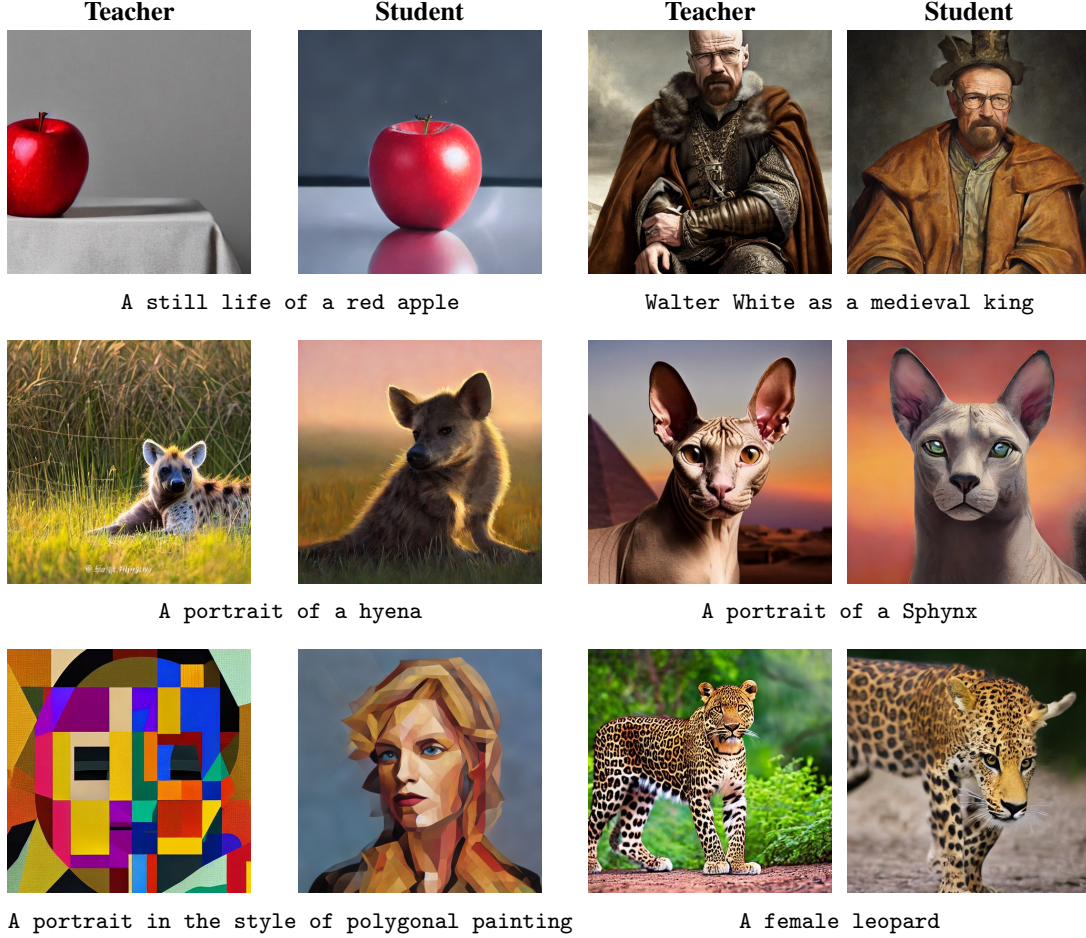 Teacher
Student
Teacher
Student
A still life of a red apple
Walter White as a medieval king
A portrait of a hyena
A portrait of a Sphynx
A portrait in the style of polygonal painting
A female leopard